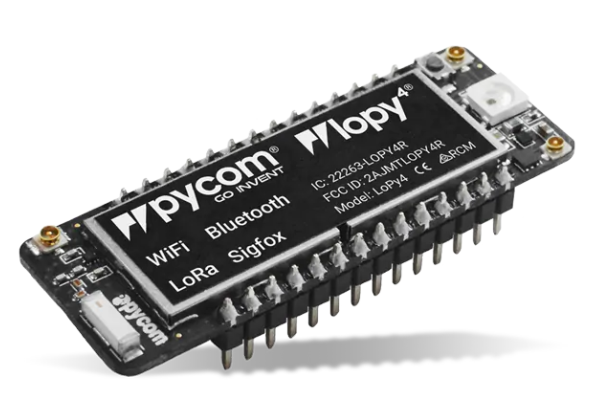 pycom®
GO INVENT
lopy4®
WiFi Bluetooth
LoRa Sigfox
IC: 22263-LOPY4R
FCC ID: 2AJMTLOPY4R
Model: LoPy4 CE RCM
pycom